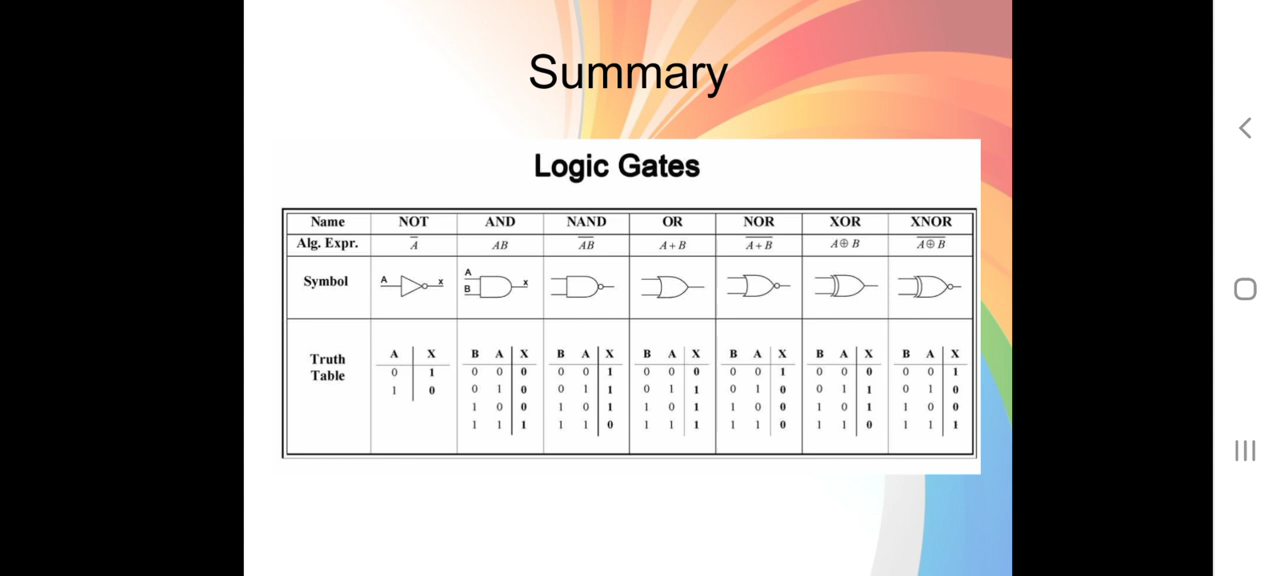 Summary
Logic Gates
Name NOT AND NAND OR NOR XOR XNOR
Alg. Expr. A̅ AB A̅B̅ A + B A̅ ̅+̅ ̅B̅ A ⊕ B A̅ ̅⊕̅ ̅B̅
Symbol A x A B x
Truth Table
A X B A X B A X B A X B A X B A X B A X
0 1 0 0 0 0 0 1 0 0 0 0 0 1 0 0 0 0 0 1
1 0 0 1 0 0 1 1 0 1 1 0 1 0 0 1 1 0 1 0
1 0 0 1 0 1 1 0 1 1 0 0 1 0 1 1 0 0
1 1 1 1 1 0 1 1 1 1 1 0 1 1 0 1 1 1